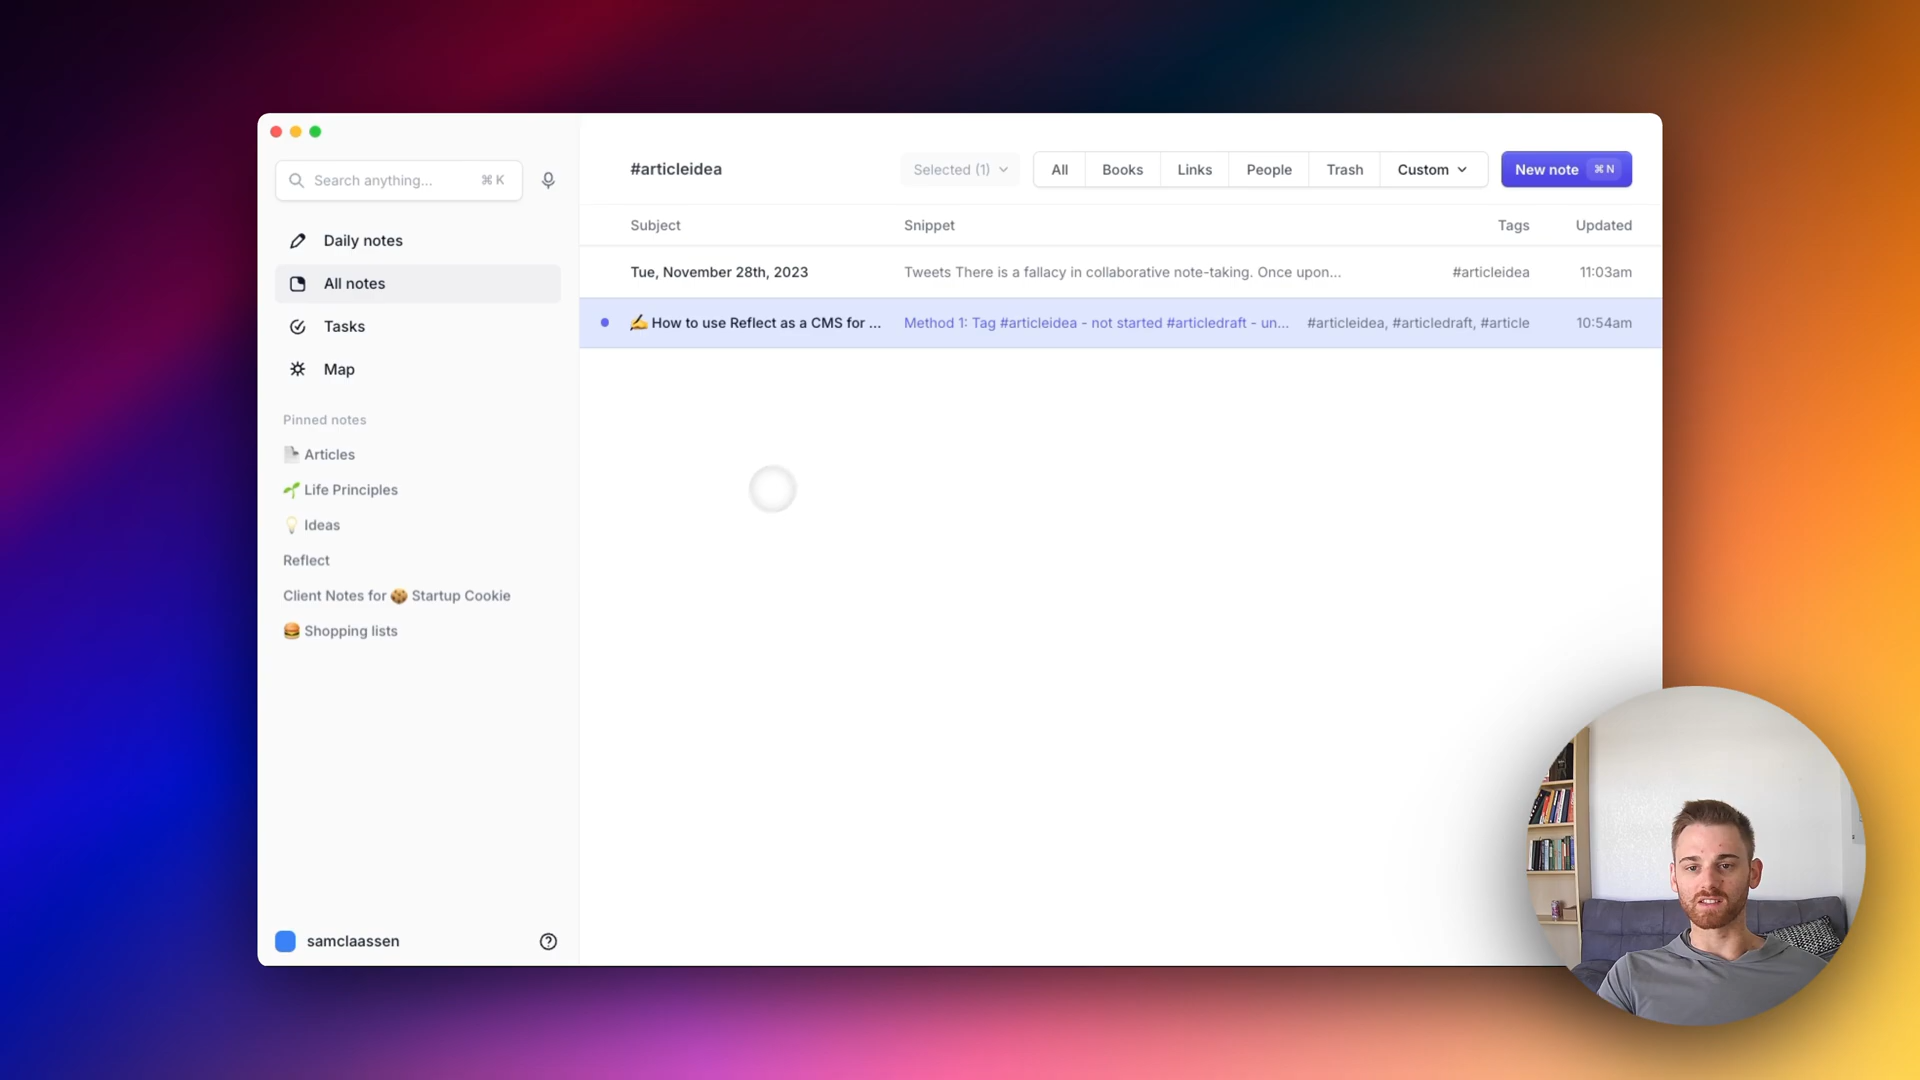 Search anything... ⌘ K
Daily notes
All notes
Tasks
Map
Pinned notes
Articles
Life Principles
Ideas
Reflect
Client Notes for 🍪 Startup Cookie
Shopping lists
samclaassen
#articleidea
Selected (1)
All Books Links People Trash Custom
New note ⌘ N
Subject Snippet Tags Updated
Tue, November 28th, 2023 Tweets There is a fallacy in collaborative note-taking. Once upon... #articleidea 11:03am
✍️ How to use Reflect as a CMS for ... Method 1: Tag #articleidea - not started #articledraft - un... #articleidea, #articledraft, #article 10:54am